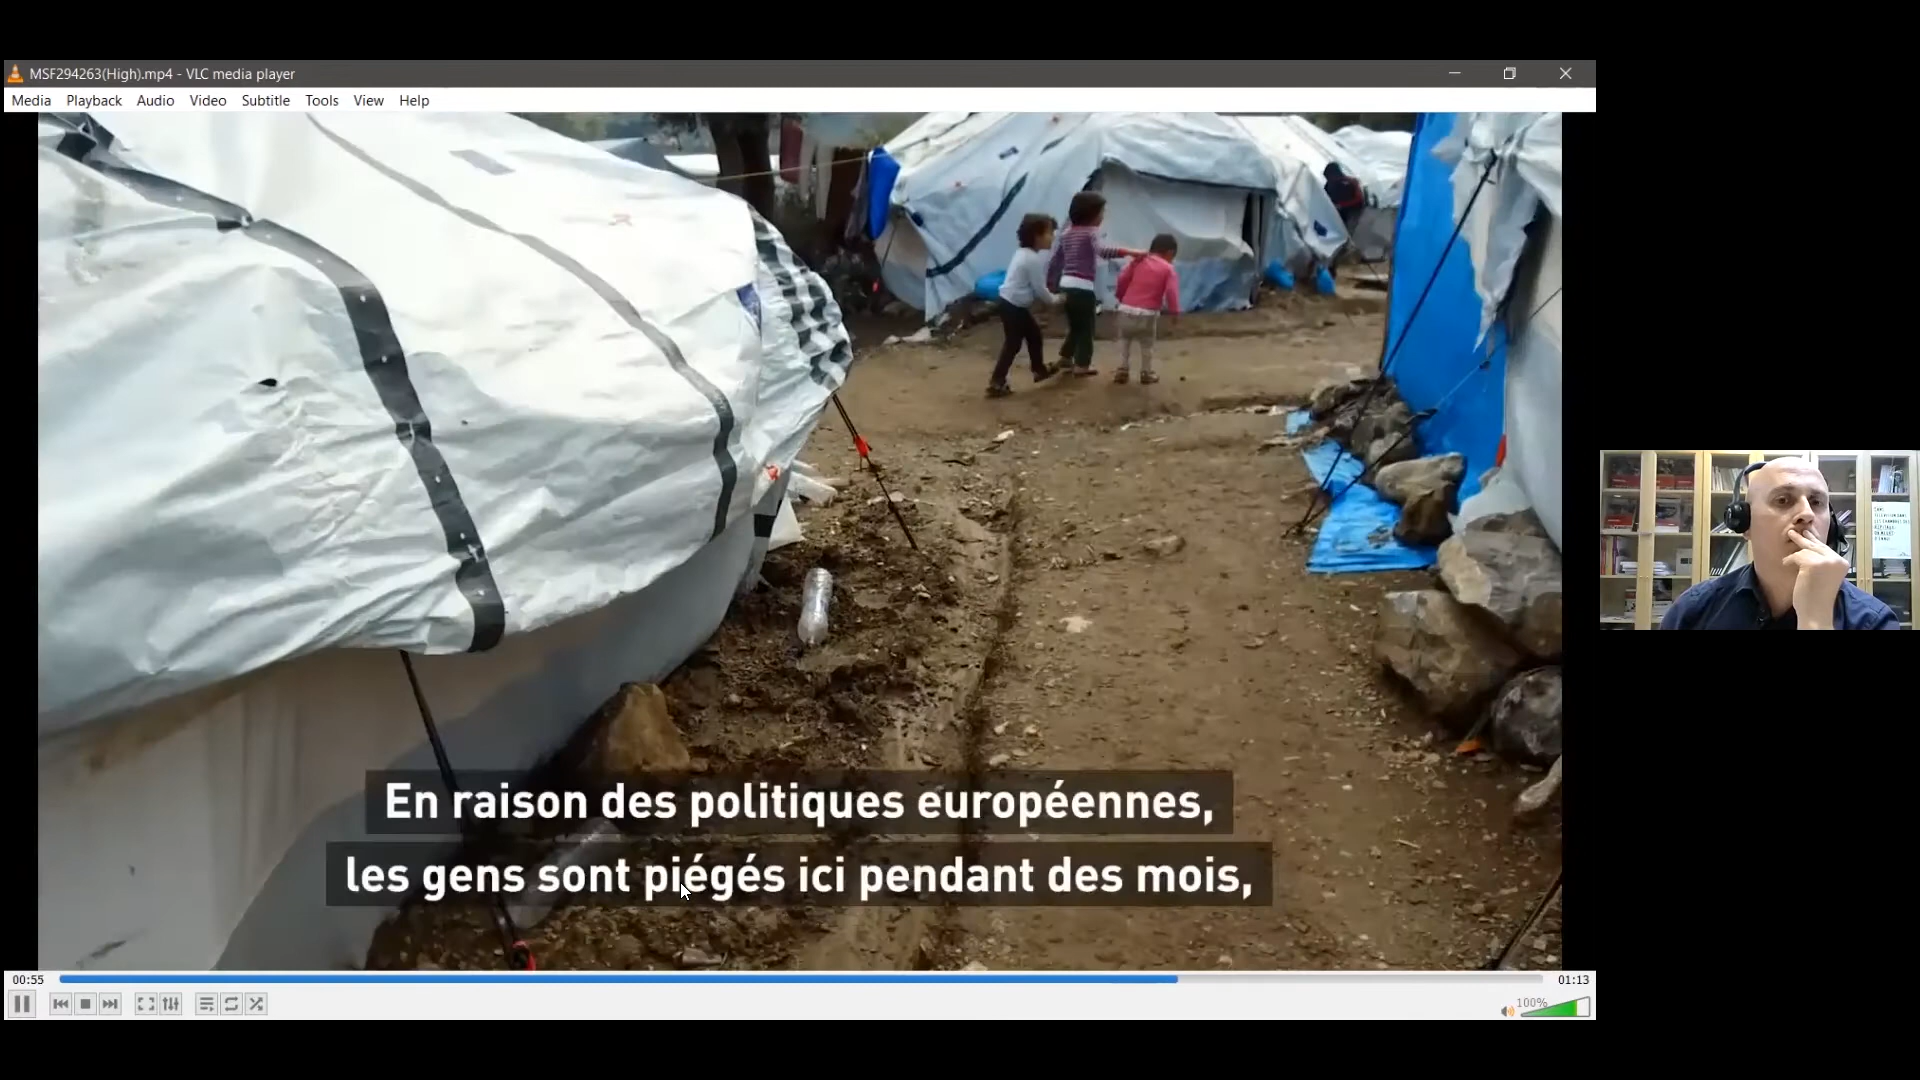 MSF294263(High).mp4 - VLC media player
Media Playback Audio Video Subtitle Tools View Help
En raison des politiques européennes,
les gens sont piégés ici pendant des mois,
00:55
01:13
100%